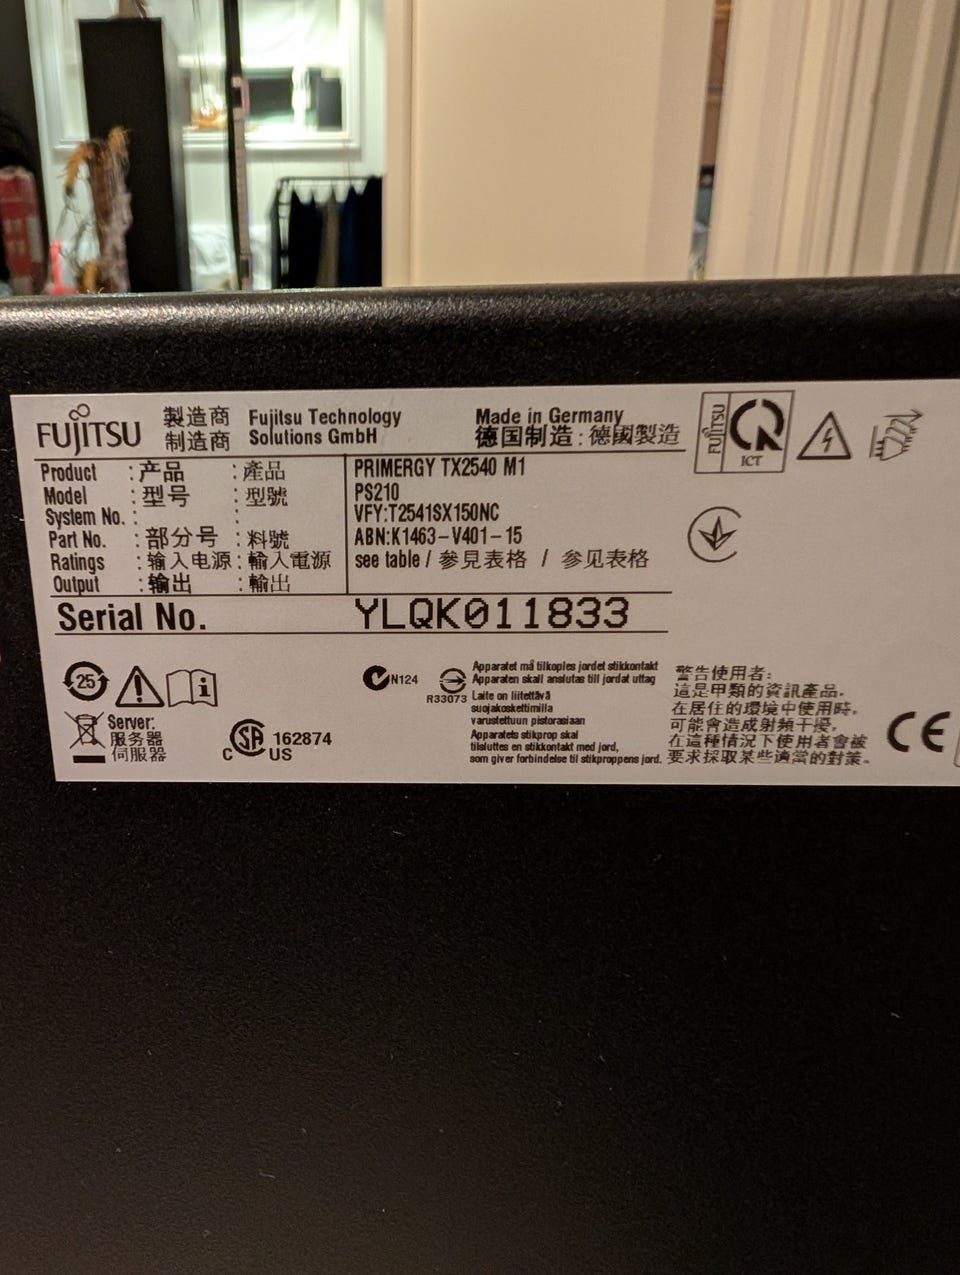 FUJITSU 製造商 Fujitsu Technology Made in Germany
制造商 Solutions GmbH 德国制造 : 德國製造
FUJITSU
ICT
Product : 产品 : 產品 PRIMERGY TX2540 M1
Model : 型号 : 型號 PS210
System No. : : VFY:T2541SX150NC
Part No. : 部分号 : 料號 ABN:K1463-V401-15
Ratings : 输入电源 : 輸入電源 see table / 參見表格 / 参见表格
Output : 输出 : 輸出
Serial No. YLQK011833
25
i
Server:
服务器
伺服器
C SA US 162874
N124
R33073
Apparatet må tilkoples jordet stikkontakt
Apparaten skall anslutas till jordat uttag
Laite on liitettävä
suojakoskettimilla
varustettuun pistorasiaan
Apparatets stikprop skal
tilsluttes en stikkontakt med jord,
som giver forbindelse til stikproppens jord.
警告使用者:
這是甲類的資訊產品,
在居住的環境中使用時,
可能會造成射頻干擾,
在這種情況下使用者會被
要求採取某些適當的對策。
CE